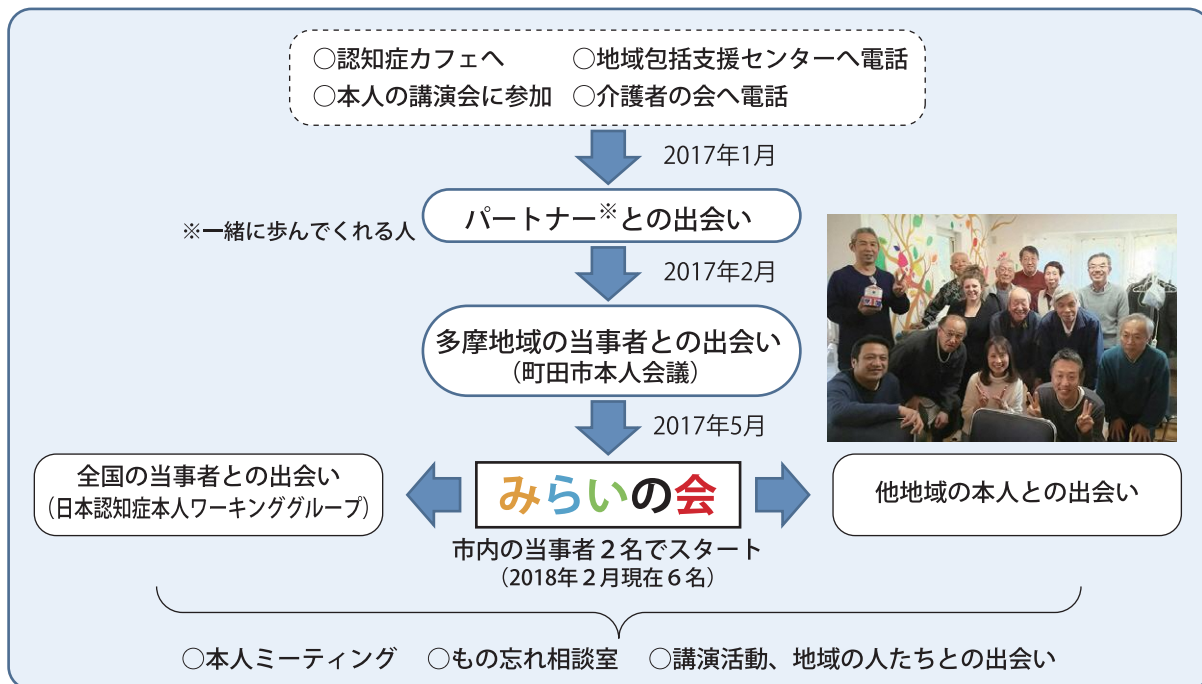 ○認知症カフェへ ○地域包括支援センターへ電話
○本人の講演会に参加 ○介護者の会へ電話
2017年1月
パートナー※との出会い
※一緒に歩んでくれる人
2017年2月
多摩地域の当事者との出会い
（町田市本人会議）
2017年5月
全国の当事者との出会い
（日本認知症本人ワーキンググループ）
みらいの会
他地域の本人との出会い
市内の当事者２名でスタート
（2018年２月現在６名）
○本人ミーティング ○もの忘れ相談室 ○講演活動、地域の人たちとの出会い